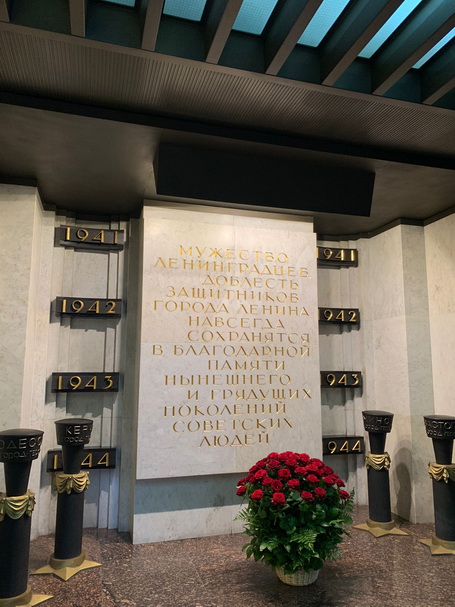 1941
1942
1943
1944
МУЖЕСТВО
ЛЕНИНГРАДЦЕВ,
ДОБЛЕСТЬ
ЗАЩИТНИКОВ
ГОРОДА ЛЕНИНА
НАВСЕГДА
СОХРАНЯТСЯ
В БЛАГОДАРНОЙ
ПАМЯТИ
НЫНЕШНЕГО
И ГРЯДУЩИХ
ПОКОЛЕНИЙ
СОВЕТСКИХ
ЛЮДЕЙ
1941
1942
1943
1944
КЕР